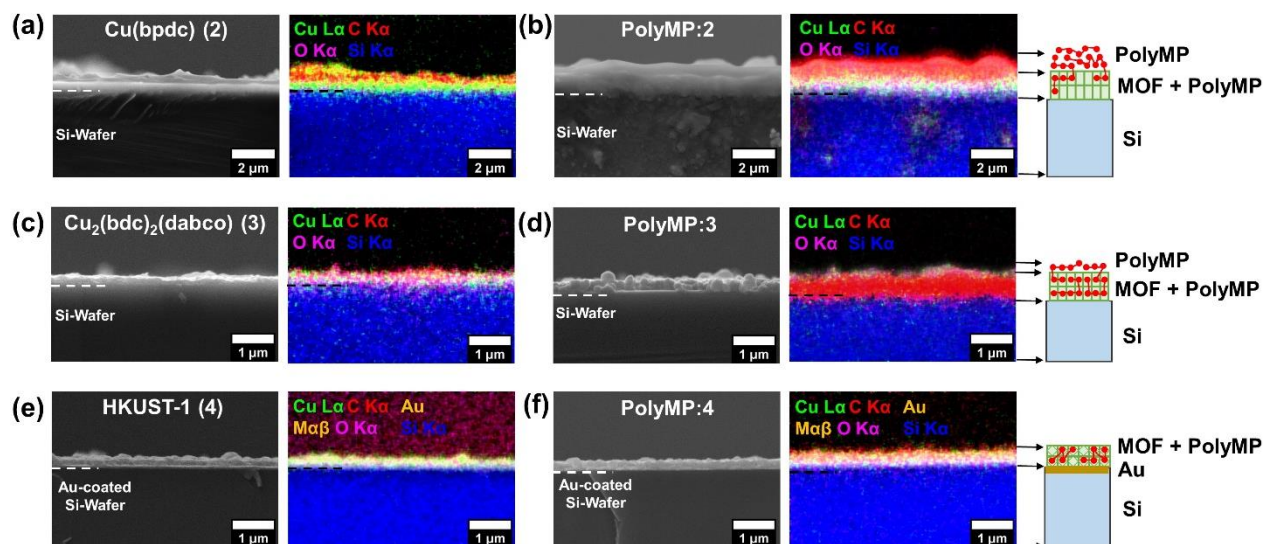 (a)
Cu(bpdc) (2)
Si-Wafer
2 µm
Cu Lα C Kα
O Kα Si Kα
2 µm
(b)
PolyMP:2
2 µm
Cu Lα C Kα
O Kα Si Kα
2 µm
PolyMP
MOF + PolyMP
Si
(c)
Cu₂(bdc)₂(dabco) (3)
Si-Wafer
1 µm
Cu Lα C Kα
O Kα Si Kα
1 µm
(d)
PolyMP:3
Si-Wafer
1 µm
Cu Lα C Kα
O Kα Si Kα
1 µm
PolyMP
MOF + PolyMP
Si
(e)
HKUST-1 (4)
Au-coated
Si-Wafer
1 µm
Cu Lα C Kα Au
Mαβ O Kα Si Kα
1 µm
(f)
PolyMP:4
Au-coated
Si-Wafer
1 µm
Cu Lα C Kα Au
Mαβ O Kα Si Kα
1 µm
MOF + PolyMP
Au
Si